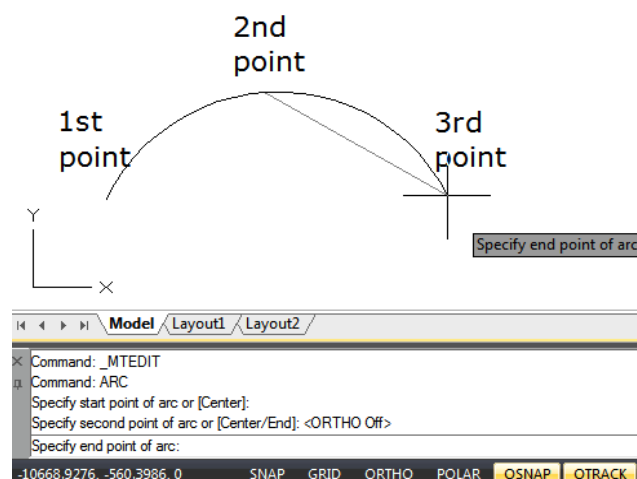 2nd
point
1st
point
3rd
point
Specify end point of arc
Y
X
Model Layout1 Layout2
Command: _MTEDIT
Command: ARC
Specify start point of arc or [Center]:
Specify second point of arc or [Center/End]: <ORTHO Off>
Specify end point of arc:
-10668.9276, -560.3986, 0 SNAP GRID ORTHO POLAR OSNAP OTRACK